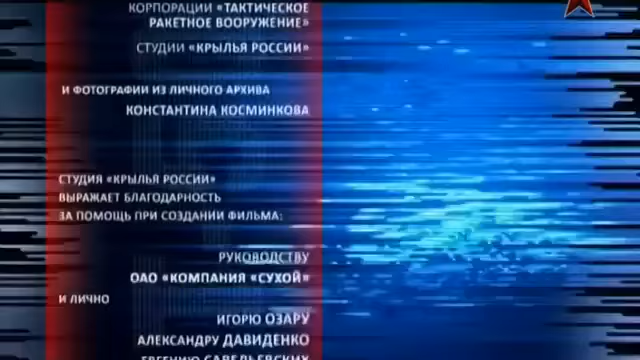 КОРПОРАЦИИ «ТАКТИЧЕСКОЕ
РАКЕТНОЕ ВООРУЖЕНИЕ»
СТУДИИ «КРЫЛЬЯ РОССИИ»
И ФОТОГРАФИИ ИЗ ЛИЧНОГО АРХИВА
КОНСТАНТИНА КОСМИНКОВА
СТУДИЯ «КРЫЛЬЯ РОССИИ»
ВЫРАЖАЕТ БЛАГОДАРНОСТЬ
ЗА ПОМОЩЬ ПРИ СОЗДАНИИ ФИЛЬМА:
РУКОВОДСТВУ
ОАО «КОМПАНИЯ «СУХОЙ»
И ЛИЧНО
ИГОРЮ ОЗАРУ
АЛЕКСАНДРУ ДАВИДЕНКО